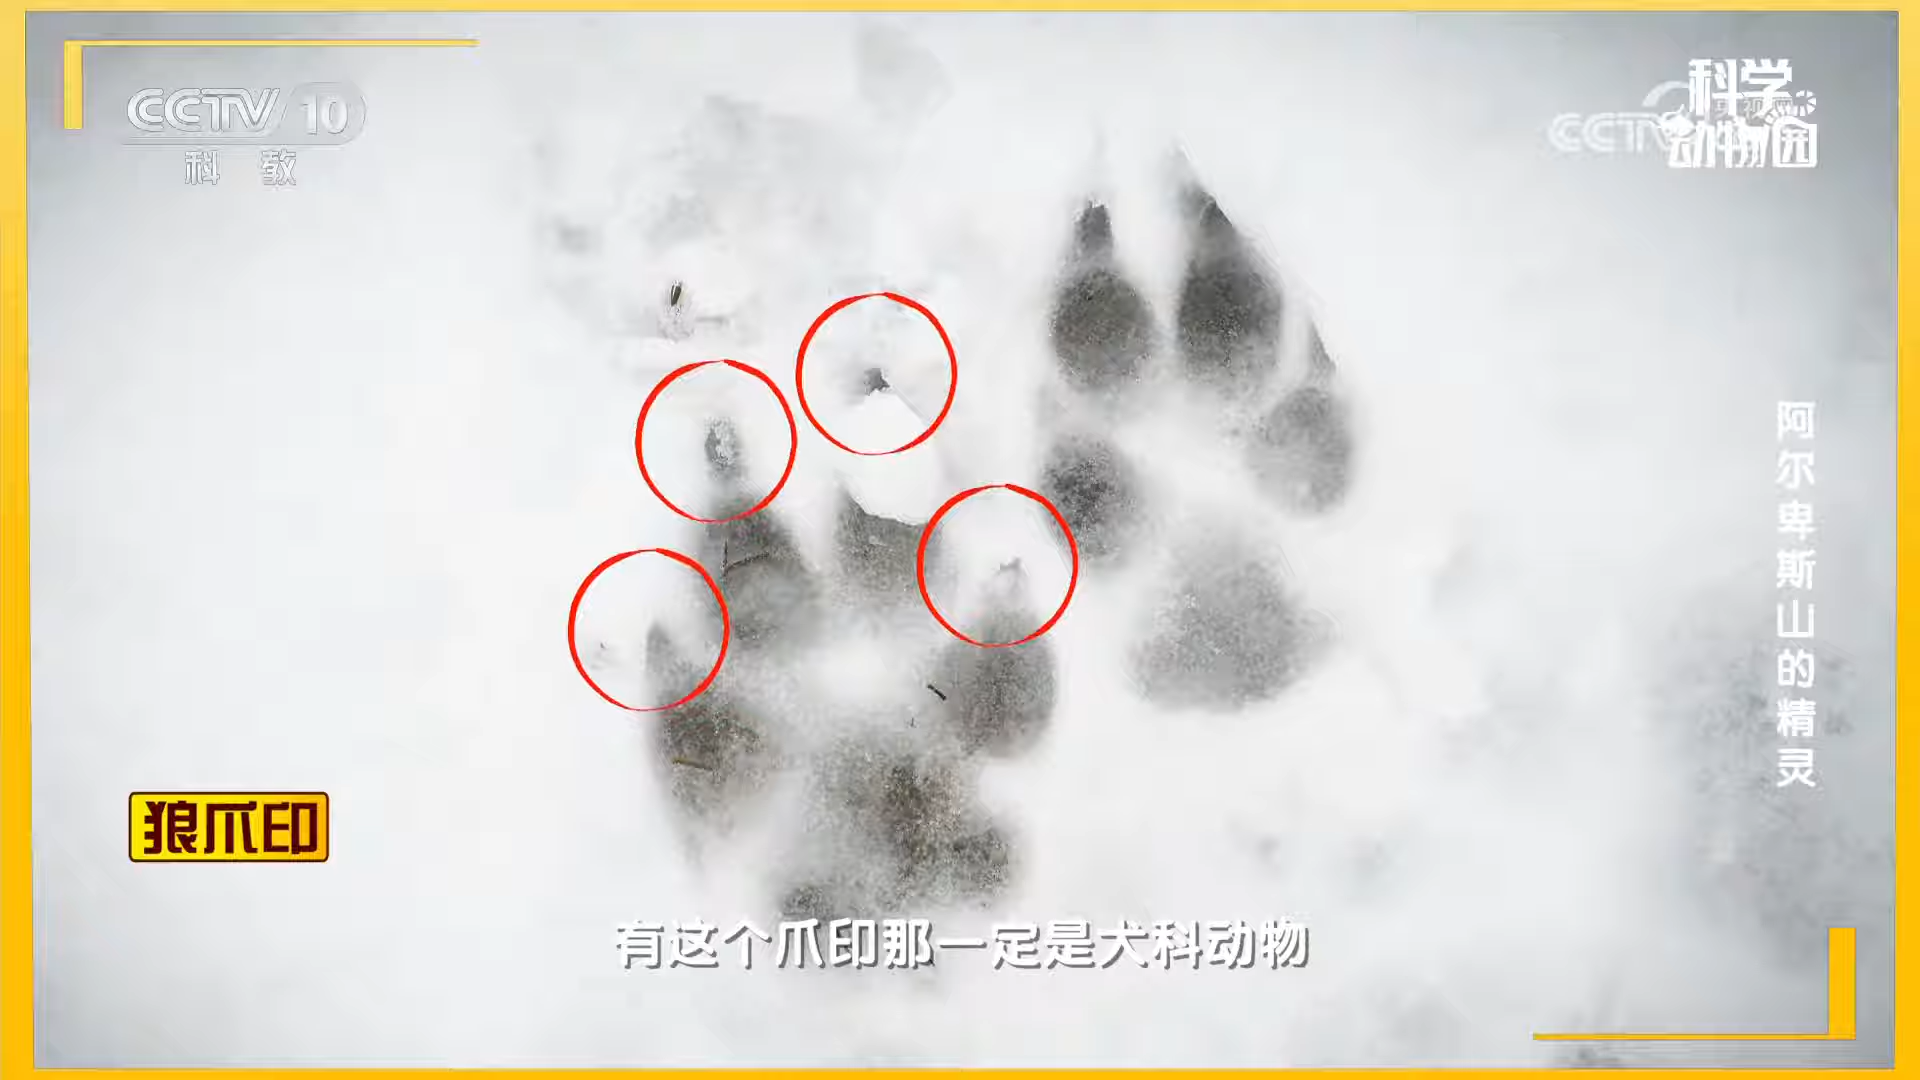 CCTV 10
科 教
科学
动物园
CCTV
阿尔卑斯山的精灵
狼爪印
有这个爪印那一定是犬科动物